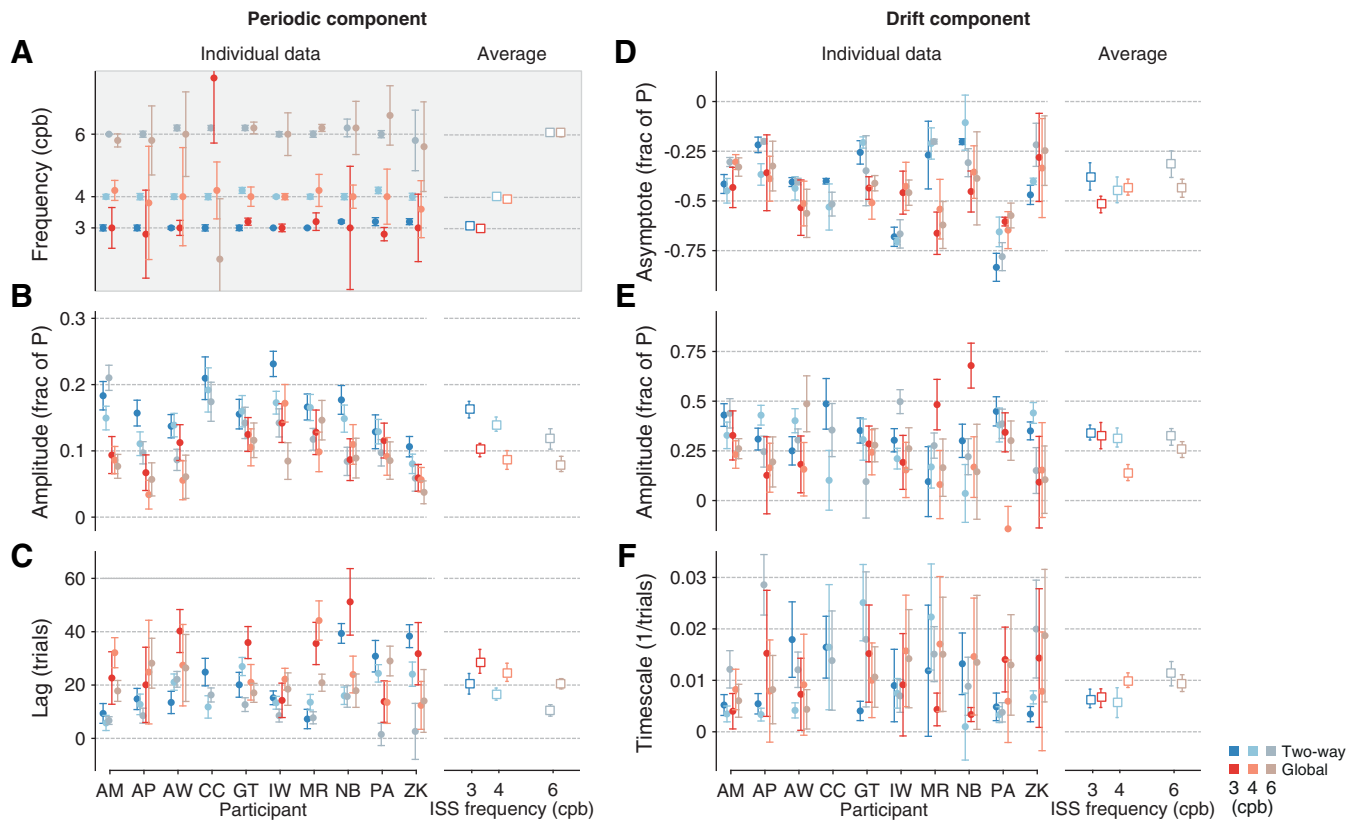 Periodic component
Drift component
A
Individual data
Average
D
Individual data
Average
Frequency (cpb)
6
4
3
Asymptote (frac of P)
0
-0.25
-0.5
-0.75
B
Amplitude (frac of P)
0.3
0.2
0.1
0
E
Amplitude (frac of P)
0.75
0.5
0.25
0
C
Lag (trials)
60
40
20
0
F
Timescale (1/trials)
0.03
0.02
0.01
0
AM AP AW CC GT IW MR NB PA ZK
Participant
3 4 6
ISS frequency (cpb)
AM AP AW CC GT IW MR NB PA ZK
Participant
3 4 6
ISS frequency (cpb)
Two-way
Global
3 4 6
(cpb)